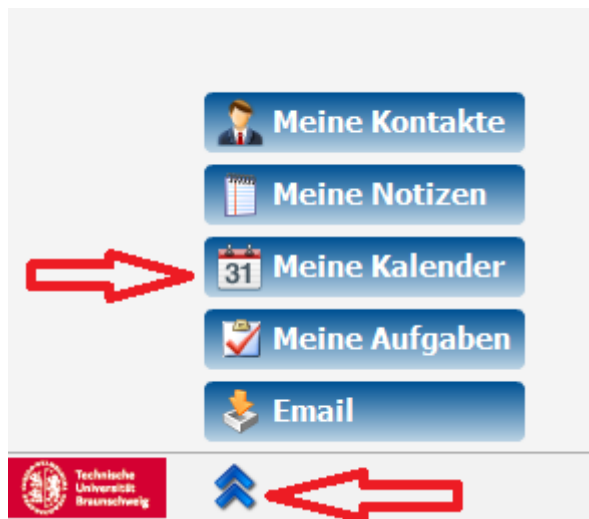 Meine Kontakte
Meine Notizen
31 Meine Kalender
Meine Aufgaben
Email
Technische
Universität
Braunschweig